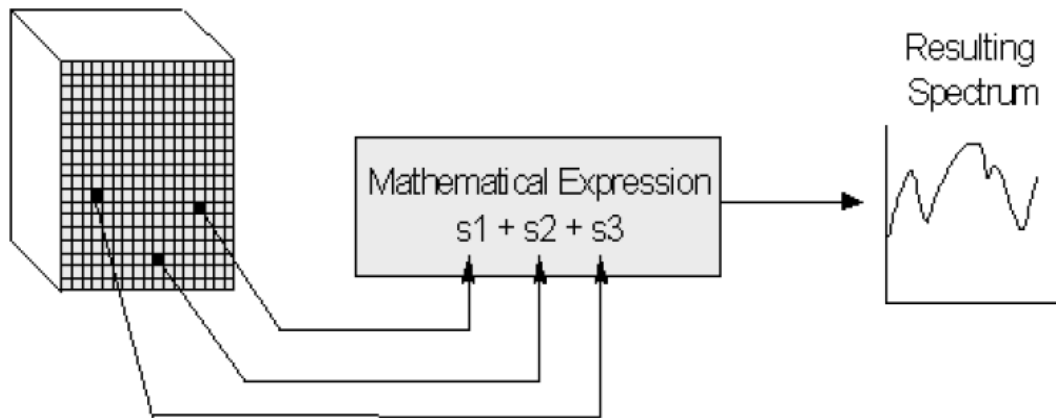 Resulting
Spectrum
Mathematical Expression
s1 + s2 + s3